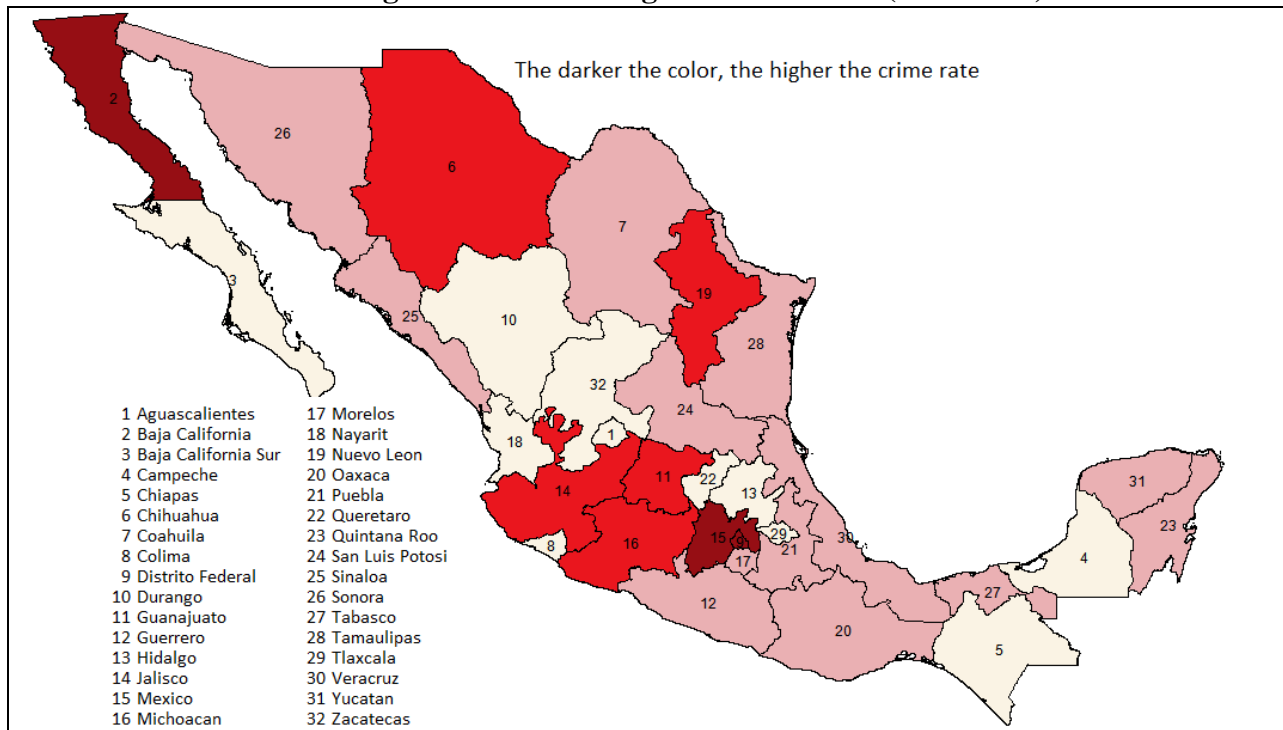 The darker the color, the higher the crime rate
2
26
6
7
3
19
25
10
28
32
24
1
18
22
11
13
14
31
23
29
15
9
8
16
21
30
17
4
12
27
20
5
1 Aguascalientes
2 Baja California
3 Baja California Sur
4 Campeche
5 Chiapas
6 Chihuahua
7 Coahuila
8 Colima
9 Distrito Federal
10 Durango
11 Guanajuato
12 Guerrero
13 Hidalgo
14 Jalisco
15 Mexico
16 Michoacan
17 Morelos
18 Nayarit
19 Nuevo Leon
20 Oaxaca
21 Puebla
22 Queretaro
23 Quintana Roo
24 San Luis Potosi
25 Sinaloa
26 Sonora
27 Tabasco
28 Tamaulipas
29 Tlaxcala
30 Veracruz
31 Yucatan
32 Zacatecas